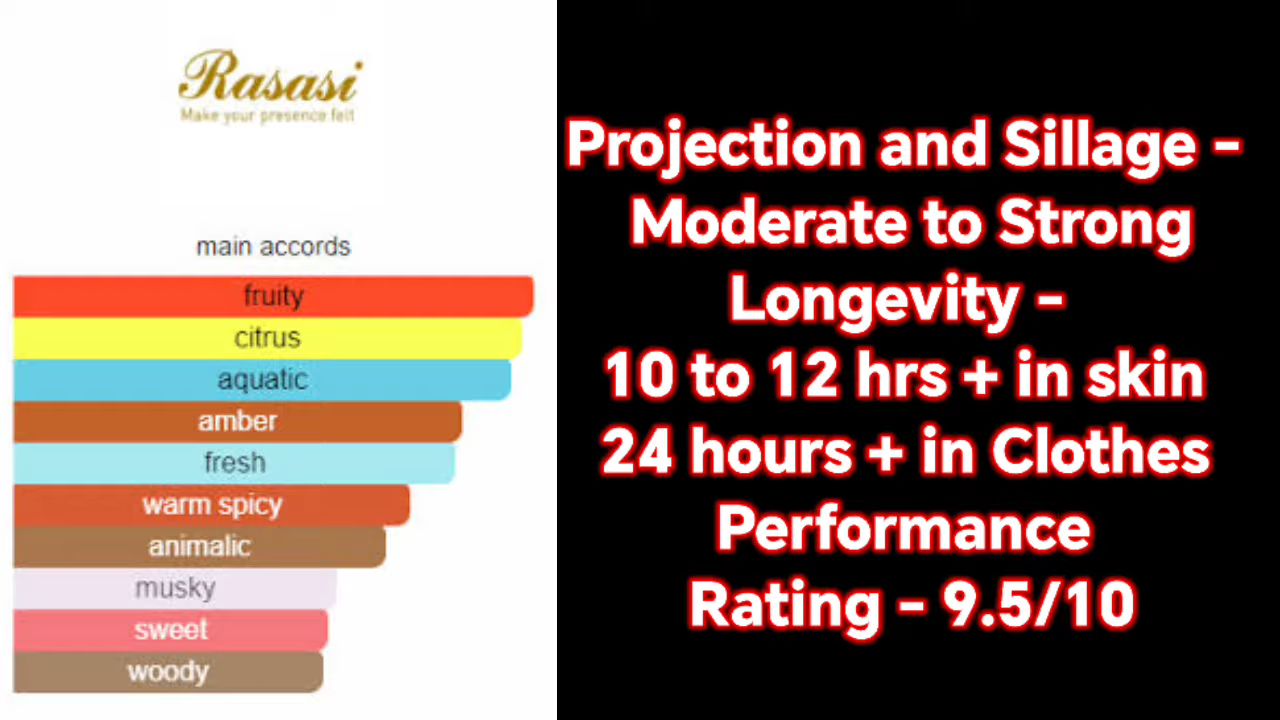 Rasasi
Make your presence felt
main accords
fruity
citrus
aquatic
amber
fresh
warm spicy
animalic
musky
sweet
woody
Projection and Sillage -
Moderate to Strong
Longevity -
10 to 12 hrs + in skin
24 hours + in Clothes
Performance
Rating - 9.5/10